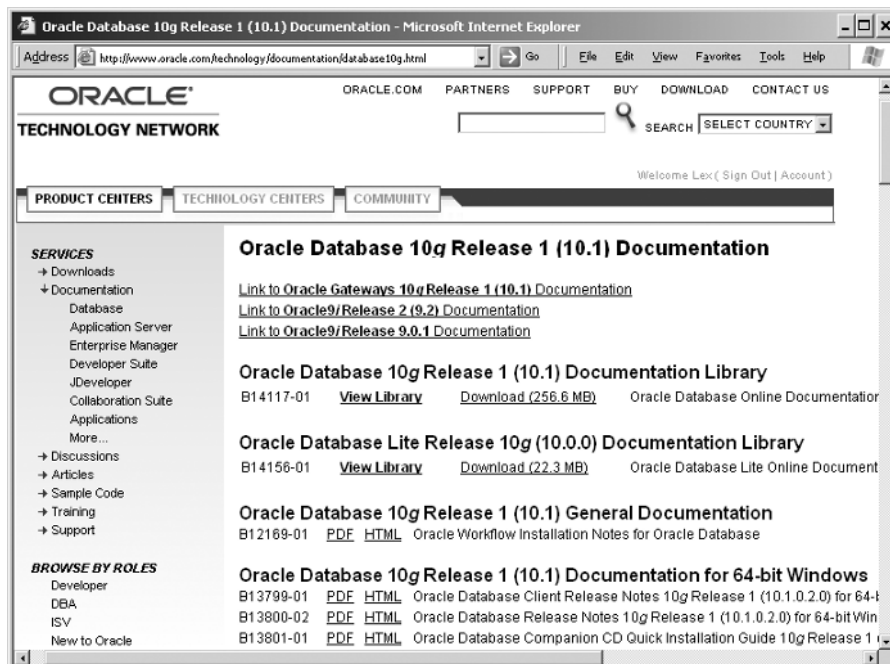 Oracle Database 10g Release 1 (10.1) Documentation - Microsoft Internet Explorer
Address http://www.oracle.com/technology/documentation/database10g.html Go File Edit View Favorites Tools Help
ORACLE
TECHNOLOGY NETWORK
ORACLE.COM PARTNERS SUPPORT BUY DOWNLOAD CONTACT US
SEARCH SELECT COUNTRY
Welcome Lex ( Sign Out | Account )
PRODUCT CENTERS TECHNOLOGY CENTERS COMMUNITY
SERVICES
Downloads
Documentation
Database
Application Server
Enterprise Manager
Developer Suite
JDeveloper
Collaboration Suite
Applications
More...
Discussions
Articles
Sample Code
Training
Support
BROWSE BY ROLES
Developer
DBA
ISV
New to Oracle
Oracle Database 10g Release 1 (10.1) Documentation
Link to Oracle Gateways 10g Release 1 (10.1) Documentation
Link to Oracle9i Release 2 (9.2) Documentation
Link to Oracle9i Release 9.0.1 Documentation
Oracle Database 10g Release 1 (10.1) Documentation Library
B14117-01 View Library Download (256.6 MB) Oracle Database Online Documentation
Oracle Database Lite Release 10g (10.0.0) Documentation Library
B14156-01 View Library Download (22.3 MB) Oracle Database Lite Online Document
Oracle Database 10g Release 1 (10.1) General Documentation
B12169-01 PDF HTML Oracle Workflow Installation Notes for Oracle Database
Oracle Database 10g Release 1 (10.1) Documentation for 64-bit Windows
B13799-01 PDF HTML Oracle Database Client Release Notes 10g Release 1 (10.1.0.2.0) for 64-
B13800-02 PDF HTML Oracle Database Release Notes 10g Release 1 (10.1.0.2.0) for 64-bit Win
B13801-01 PDF HTML Oracle Database Companion CD Quick Installation Guide 10g Release 1